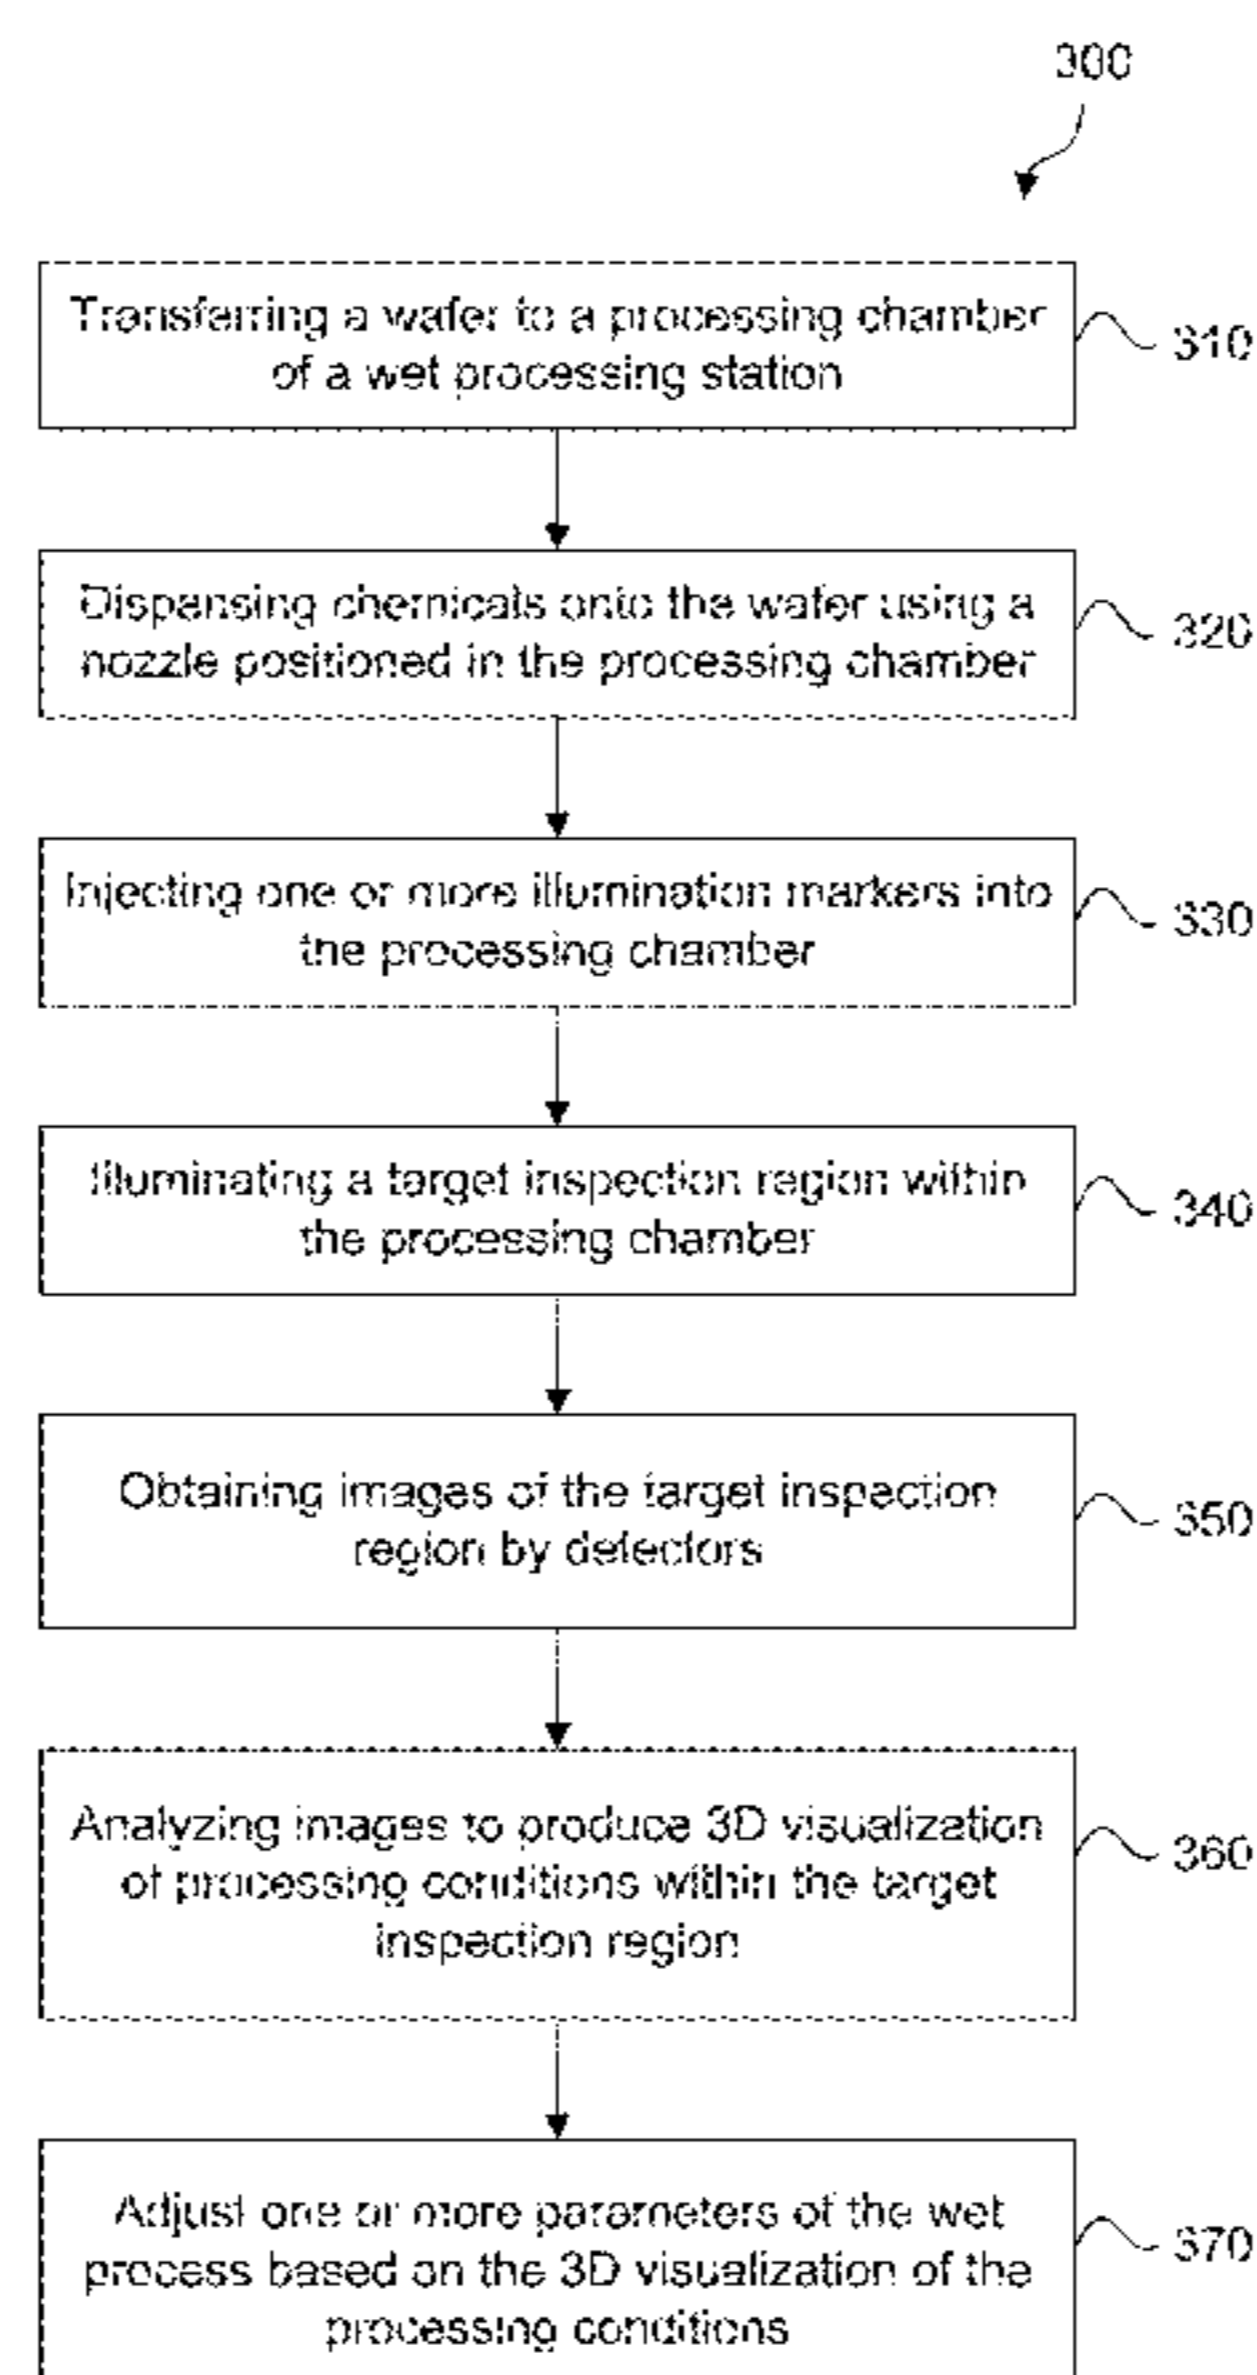 300
Transferring a wafer to a processing chamber
of a wet processing station
310
Dispensing chemicals onto the wafer using a
nozzle positioned in the processing chamber
320
Injecting one or more illumination markers into
the processing chamber
330
Illuminating a target inspection region within
the processing chamber
340
Obtaining images of the target inspection
region by detectors
350
Analyzing images to produce 3D visualization
of processing conditions within the target
inspection region
360
Adjust one or more parameters of the wet
process based on the 3D visualization of the
processing conditions
370